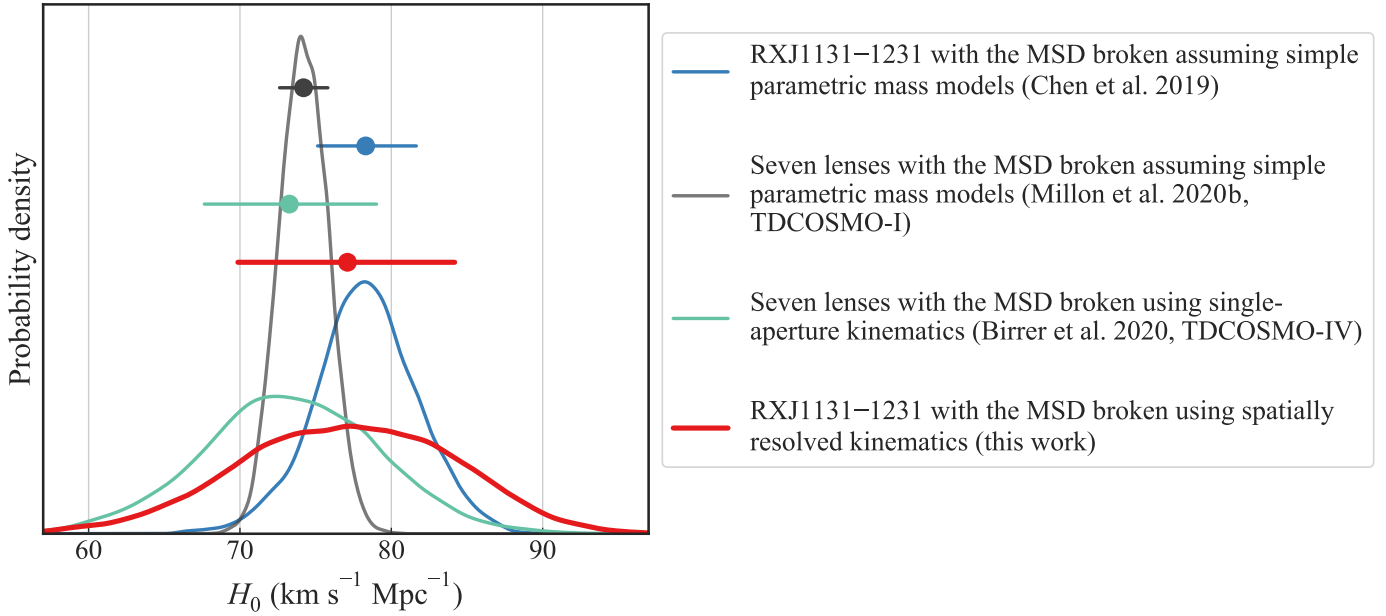 Probability density
60 70 80 90
H₀ (km s⁻¹ Mpc⁻¹)
RXJ1131−1231 with the MSD broken assuming simple
parametric mass models (Chen et al. 2019)
Seven lenses with the MSD broken assuming simple
parametric mass models (Millon et al. 2020b,
TDCOSMO-I)
Seven lenses with the MSD broken using single-
aperture kinematics (Birrer et al. 2020, TDCOSMO-IV)
RXJ1131−1231 with the MSD broken using spatially
resolved kinematics (this work)